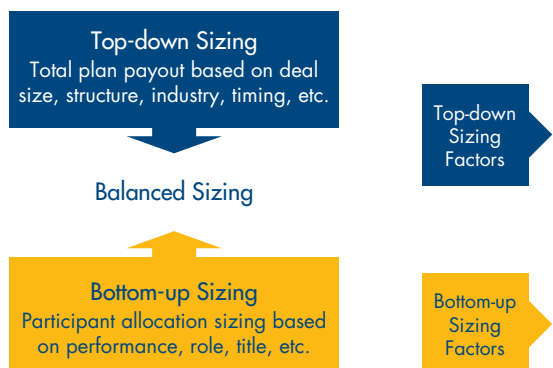 Top-down Sizing
Total plan payout based on deal
size, structure, industry, timing, etc.
Balanced Sizing
Bottom-up Sizing
Participant allocation sizing based
on performance, role, title, etc.
Top-down
Sizing
Factors
Bottom-up
Sizing
Factors